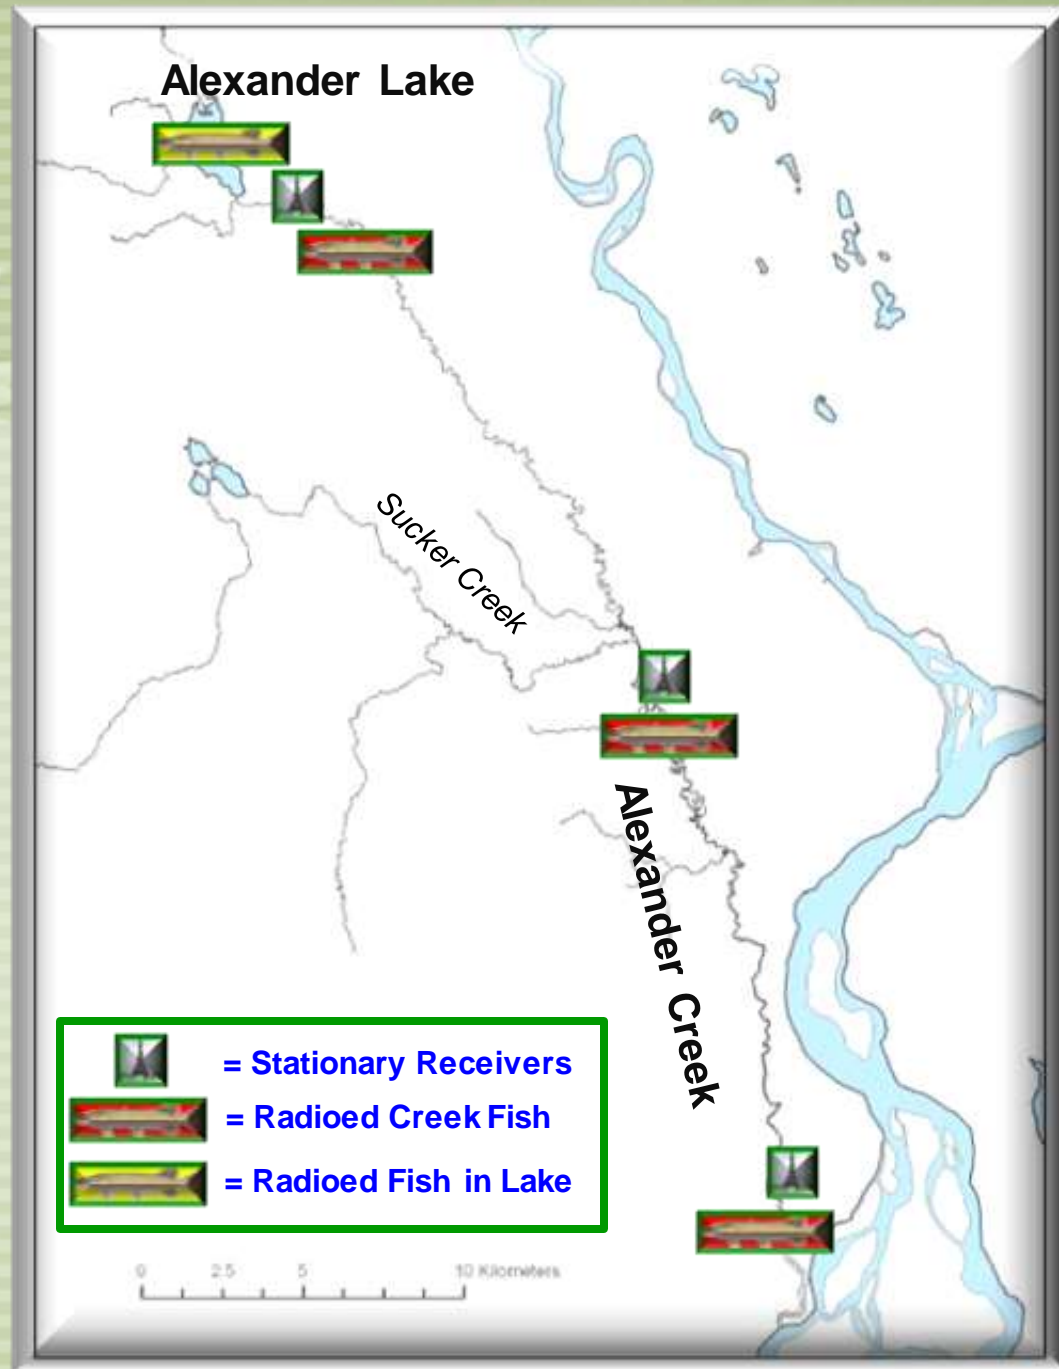 Alexander Lake
Sucker Creek
Alexander Creek
= Stationary Receivers
= Radioed Creek Fish
= Radioed Fish in Lake
0 2.5 5 10 Kilometers